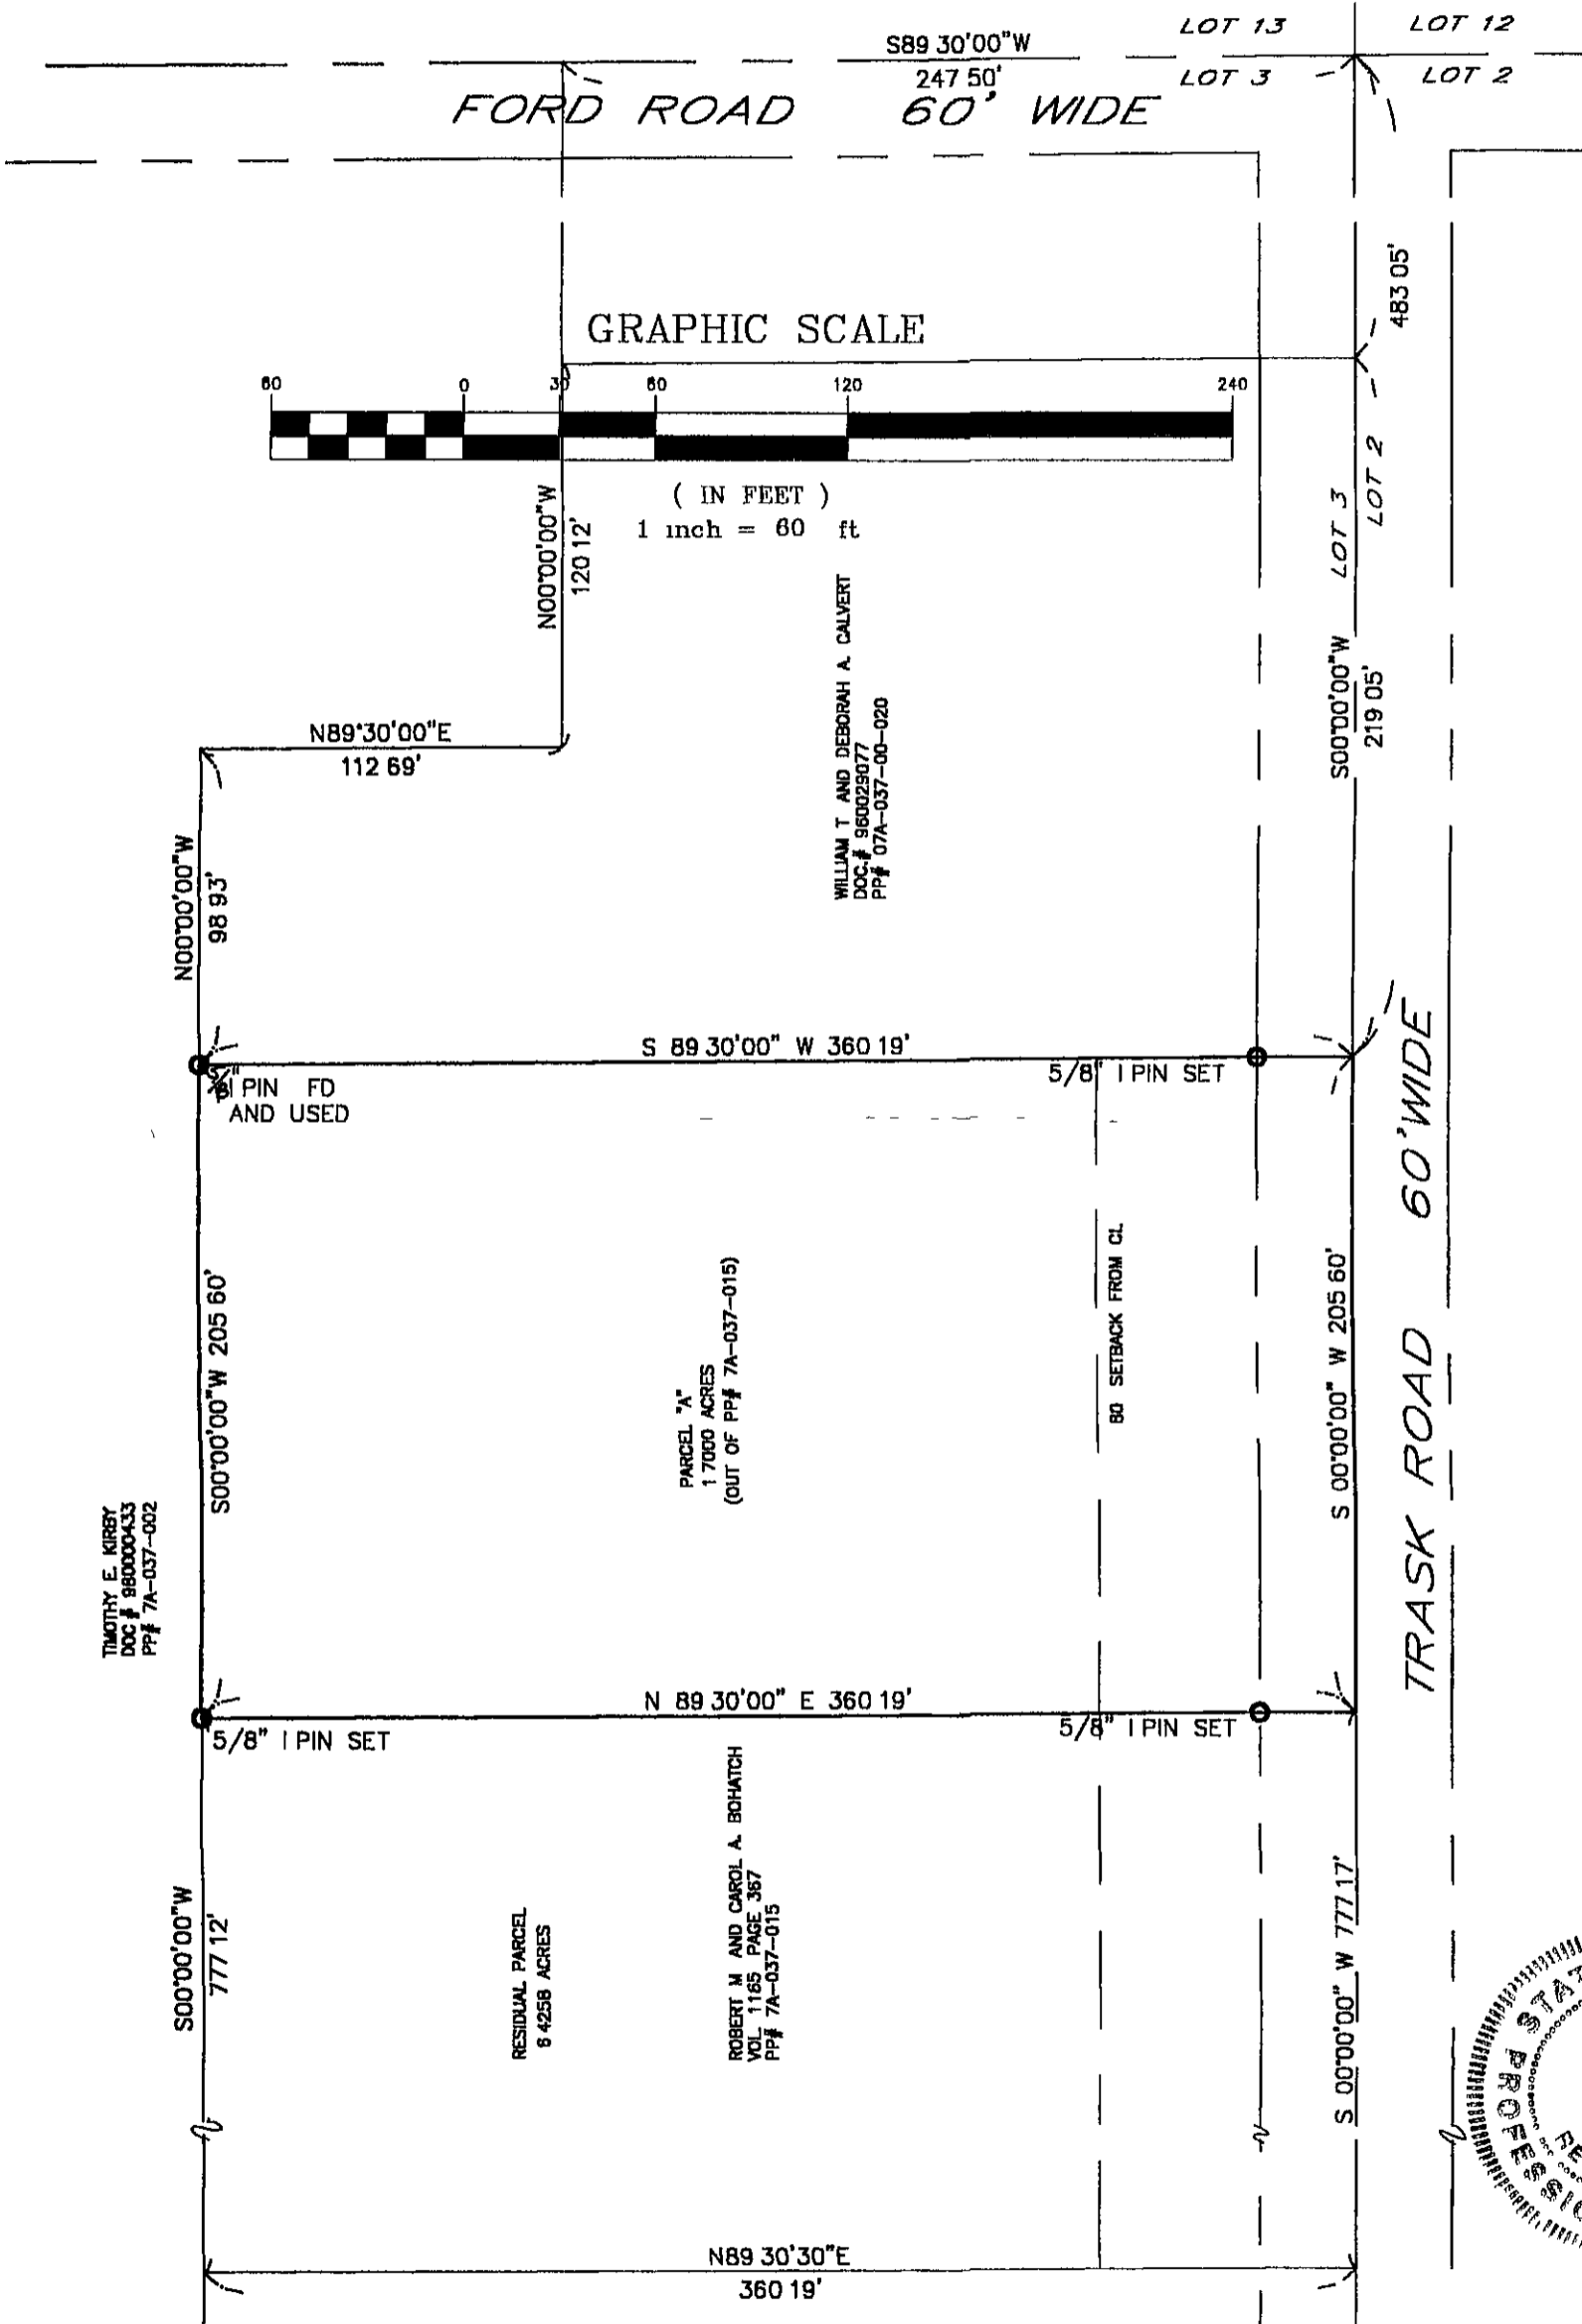 LOT 13
LOT 12
S89 30'00"W
247 50'
LOT 3
LOT 2
FORD ROAD 60' WIDE
483 05'
GRAPHIC SCALE
60 0 30 60 120 240
( IN FEET )
1 inch = 60 ft
N00°00'00"W
120 12'
LOT 3
LOT 2
WILLIAM T AND DEBORAH A. CALVERT
DOC.# 960029077
PP# 07A-037-00-020
S00°00'00"W
219 05'
N89°30'00"E
112 69'
N00°00'00"W
98 93'
S 89 30'00" W 360 19'
I PIN FD
AND USED
5/8" I PIN SET
TRASK ROAD 60' WIDE
S00°00'00"W 205 60'
PARCEL "A"
1 7000 ACRES
(OUT OF PP# 7A-037-015)
80 SETBACK FROM CL
S 00°00'00" W 205 60'
TIMOTHY E. KIRBY
DOC # 980000433
PP# 7A-037-002
N 89 30'00" E 360 19'
5/8" I PIN SET
5/8" I PIN SET
S00°00'00"W
777 12'
RESIDUAL PARCEL
6 4258 ACRES
ROBERT M AND CAROL A. BOHATCH
VOL 1165 PAGE 367
PP# 7A-037-015
S 00°00'00" W 777 17'
N89 30'30"E
360 19'